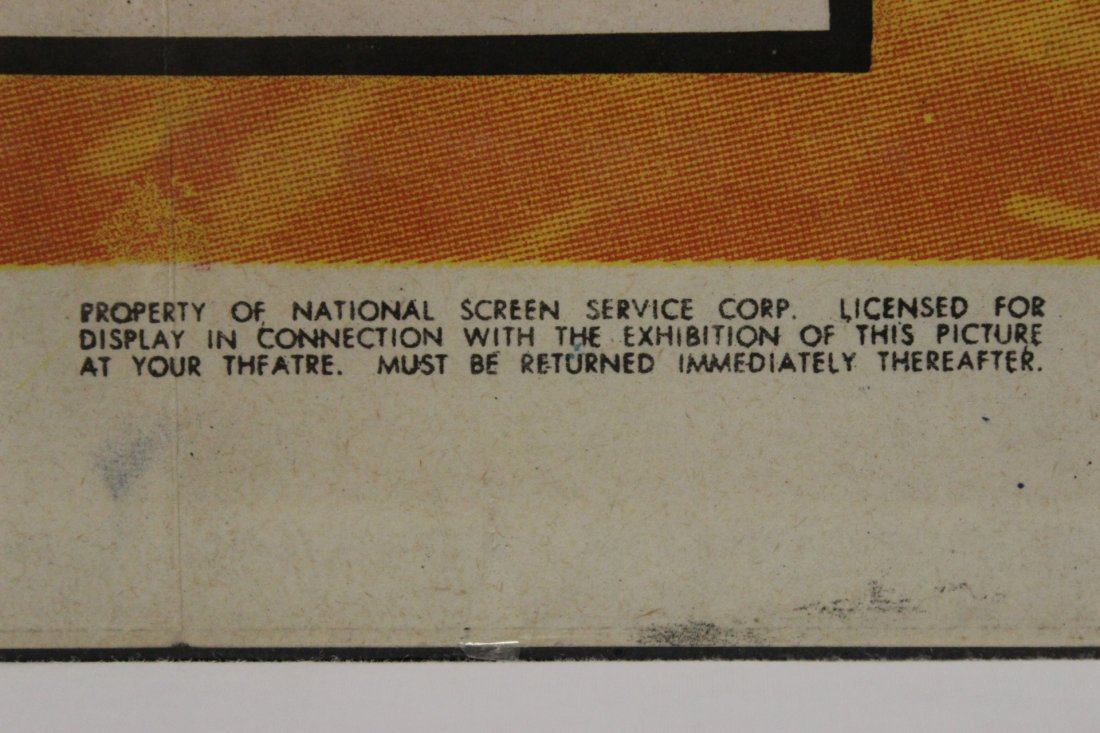 PROPERTY OF NATIONAL SCREEN SERVICE CORP. LICENSED FOR
DISPLAY IN CONNECTION WITH THE EXHIBITION OF THIS PICTURE
AT YOUR THEATRE. MUST BE RETURNED IMMEDIATELY THEREAFTER.